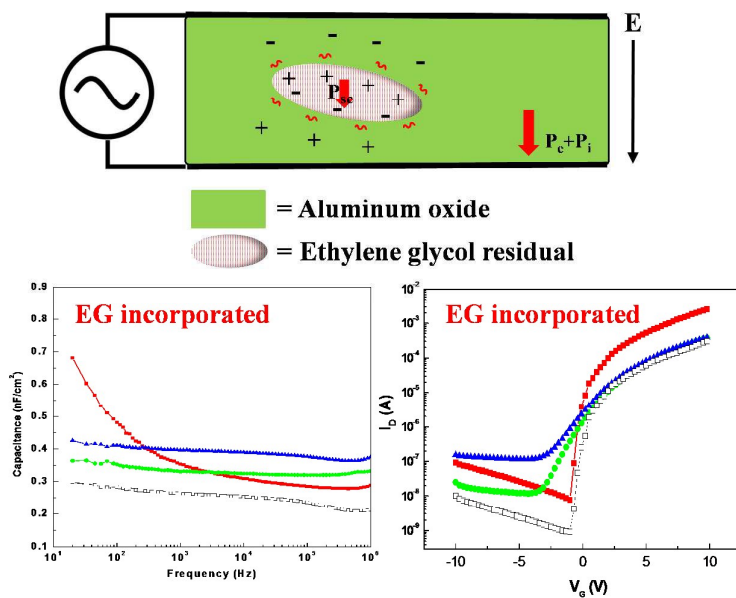 E
- - - - -
+ + + +
P_se
- - -
+ + + +
P_c+P_i
= Aluminum oxide
= Ethylene glycol residual
EG incorporated
Capacitance (nF/cm²)
0.9
0.8
0.7
0.6
0.5
0.4
0.3
0.2
0.1
10¹ 10² 10³ 10⁴ 10⁵ 10⁶
Frequency (Hz)
EG incorporated
I_D (A)
10⁻²
10⁻³
10⁻⁴
10⁻⁵
10⁻⁶
10⁻⁷
10⁻⁸
10⁻⁹
-10 -5 0 5 10
V_G (V)